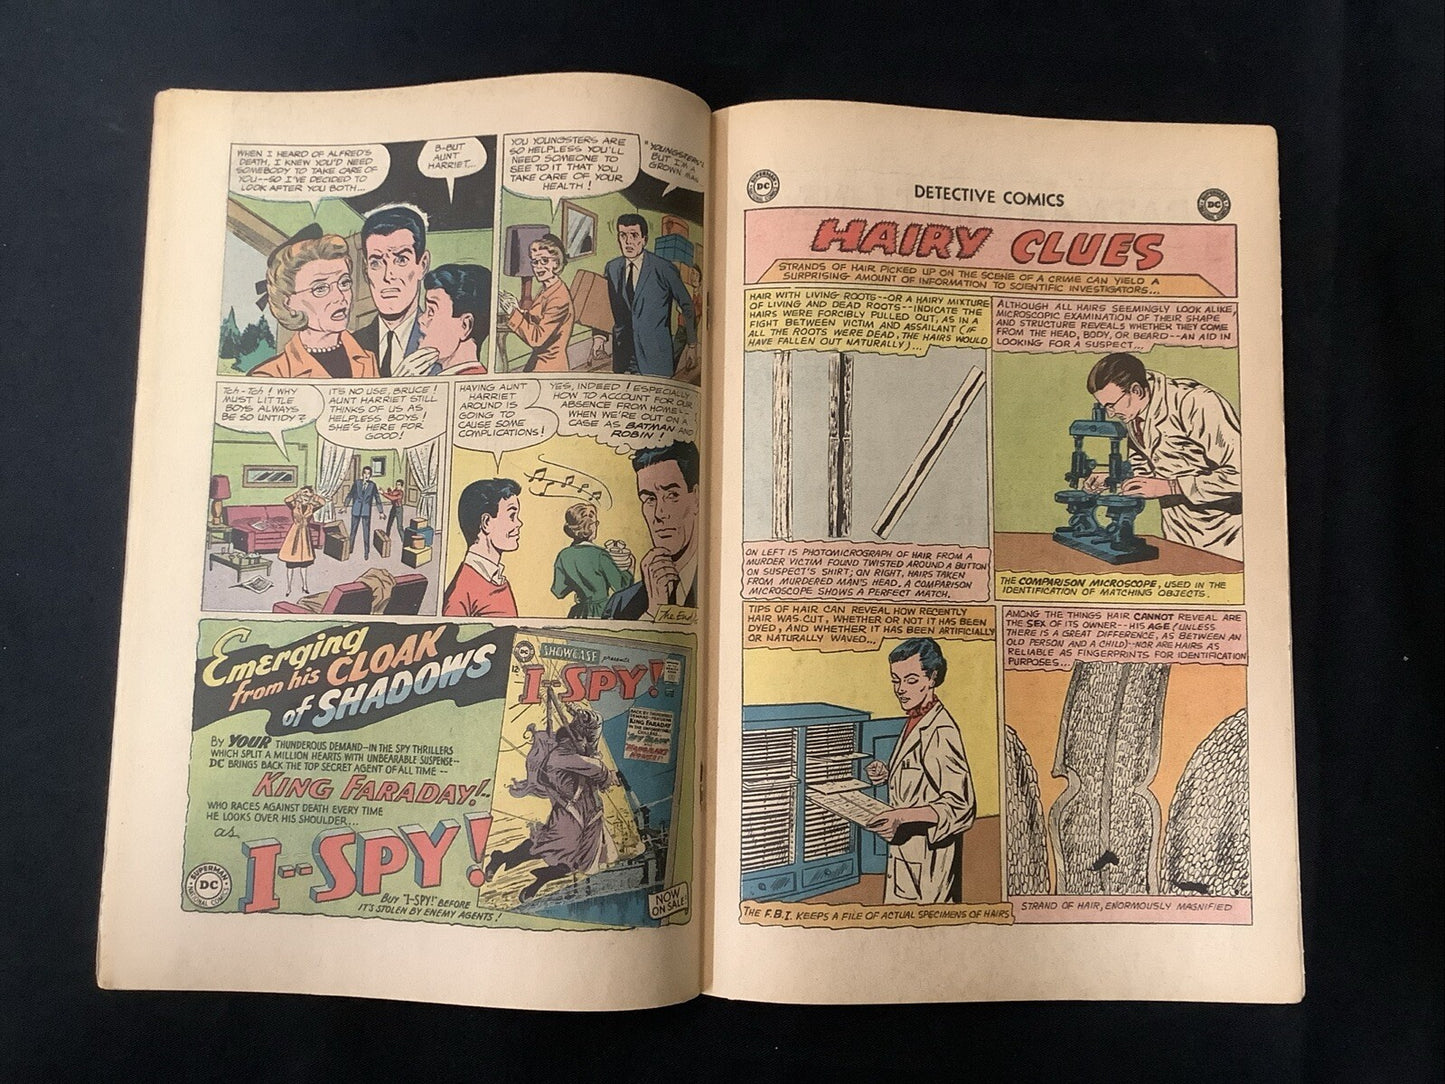 WHEN I HEARD OF ALFRED'S
DEATH, I KNEW YOU'D NEED
SOMEBODY TO TAKE CARE OF
YOU--SO I'VE DECIDED TO
LOOK AFTER YOU BOTH...
B-BUT
AUNT
HARRIET...
YOU YOUNGSTERS ARE
SO HELPLESS YOU'LL
NEED SOMEONE TO
SEE TO IT THAT YOU
TAKE CARE OF YOUR
HEALTH!
"YOUNGSTERS"!
BUT I'M A
GROWN MAN
TCH-TCH! WHY
MUST LITTLE
BOYS ALWAYS
BE SO UNTIDY?
IT'S NO USE, BRUCE!
AUNT HARRIET STILL
THINKS OF US AS
HELPLESS BOYS!
SHE'S HERE FOR
GOOD!
HAVING AUNT
HARRIET
AROUND IS
GOING TO
CAUSE SOME
COMPLICATIONS!
YES, INDEED! ESPECIALLY
HOW TO ACCOUNT FOR OUR
ABSENCE FROM HOME--
WHEN WE'RE OUT ON A
CASE AS BATMAN AND
ROBIN!
The End
Emerging
from his CLOAK
of SHADOWS
BY YOUR THUNDEROUS DEMAND--IN THE SPY THRILLERS
WHICH SPLIT A MILLION HEARTS WITH UNBEARABLE SUSPENSE--
DC BRINGS BACK THE TOP SECRET AGENT OF ALL TIME--
KING FARADAY!--
WHO RACES AGAINST DEATH EVERY TIME
HE LOOKS OVER HIS SHOULDER...
as
I--SPY!
BUY "I-SPY!" BEFORE
IT'S STOLEN BY ENEMY AGENTS!
SUPERMAN
DC
NATIONAL COMICS
SHOWCASE presents
I-SPY!
KING FARADAY
NOW
ON SALE!
SUPERMAN
DC
NATIONAL COMICS
DETECTIVE COMICS
SUPERMAN
DC
NATIONAL COMICS
HAIRY CLUES
STRANDS OF HAIR PICKED UP ON THE SCENE OF A CRIME CAN YIELD A
SURPRISING AMOUNT OF INFORMATION TO SCIENTIFIC INVESTIGATORS...
HAIR WITH LIVING ROOTS--OR A HAIRY MIXTURE
OF LIVING AND DEAD ROOTS--INDICATE THE
HAIRS WERE FORCIBLY PULLED OUT, AS IN A
FIGHT BETWEEN VICTIM AND ASSAILANT (IF
ALL THE ROOTS WERE DEAD, THE HAIRS WOULD
HAVE FALLEN OUT NATURALLY)...
ON LEFT IS PHOTOMICROGRAPH OF HAIR FROM A
MURDER VICTIM FOUND TWISTED AROUND A BUTTON
ON SUSPECT'S SHIRT; ON RIGHT, HAIRS TAKEN
FROM MURDERED MAN'S HEAD. A COMPARISON
MICROSCOPE SHOWS A PERFECT MATCH.
ALTHOUGH ALL HAIRS SEEMINGLY LOOK ALIKE,
MICROSCOPIC EXAMINATION OF THEIR SHAPE
AND STRUCTURE REVEALS WHETHER THEY COME
FROM THE HEAD, BODY, OR BEARD--AN AID IN
LOOKING FOR A SUSPECT...
THE COMPARISON MICROSCOPE, USED IN THE
IDENTIFICATION OF MATCHING OBJECTS.
TIPS OF HAIR CAN REVEAL HOW RECENTLY
HAIR WAS CUT, WHETHER OR NOT IT HAS BEEN
DYED, AND WHETHER IT HAS BEEN ARTIFICIALLY
OR NATURALLY WAVED...
THE F.B.I. KEEPS A FILE OF ACTUAL SPECIMENS OF HAIRS
AMONG THE THINGS HAIR CANNOT REVEAL ARE
THE SEX OF ITS OWNER--HIS AGE (UNLESS
THERE IS A GREAT DIFFERENCE, AS BETWEEN AN
OLD PERSON AND A CHILD)--NOR ARE HAIRS AS
RELIABLE AS FINGERPRINTS FOR IDENTIFICATION
PURPOSES...
STRAND OF HAIR, ENORMOUSLY MAGNIFIED